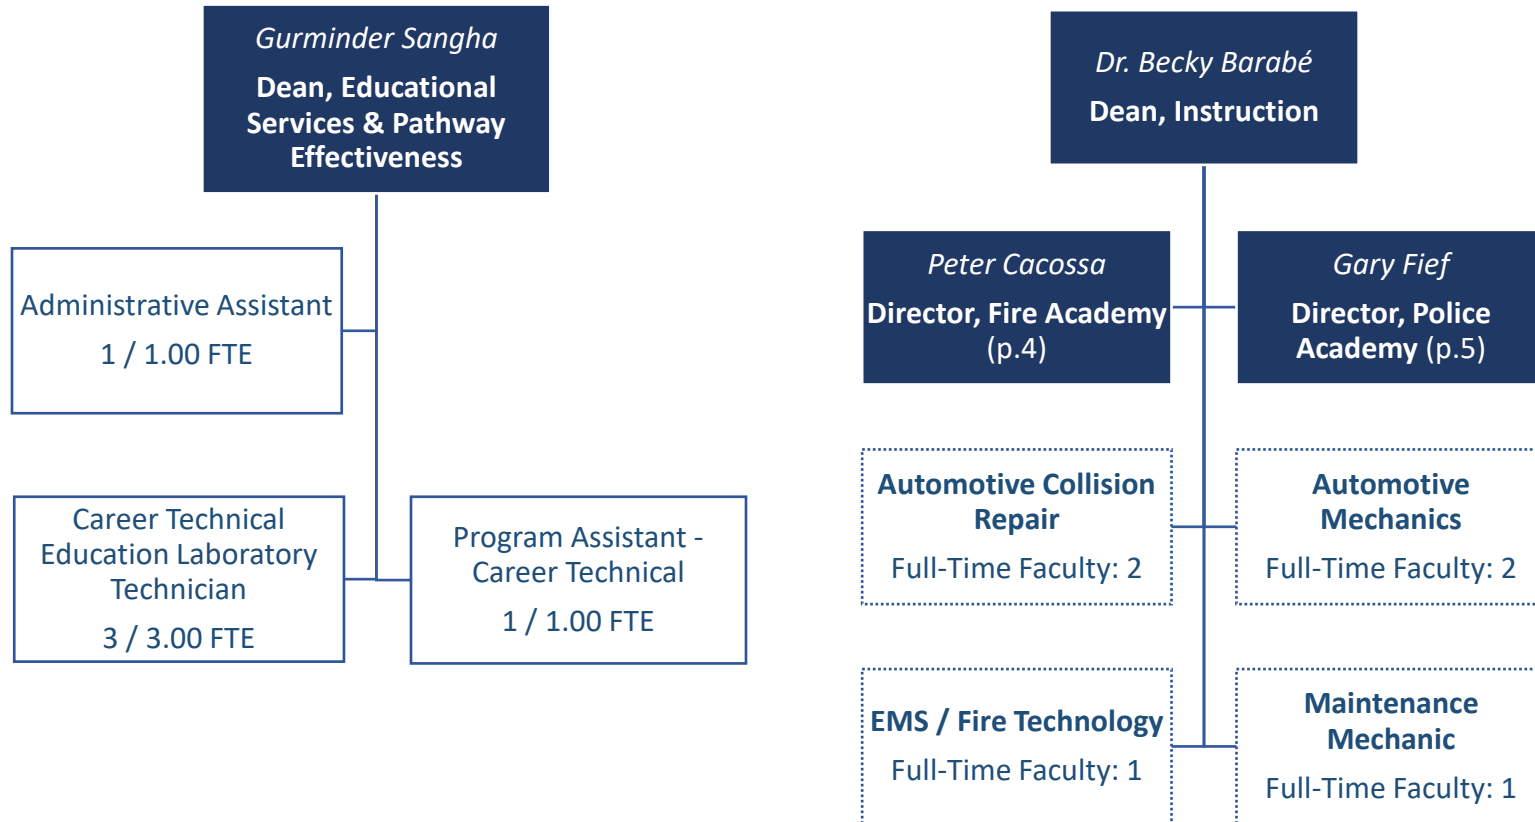 Gurminder Sangha
Dean, Educational
Services & Pathway
Effectiveness
Administrative Assistant
1 / 1.00 FTE
Career Technical
Education Laboratory
Technician
3 / 3.00 FTE
Program Assistant -
Career Technical
1 / 1.00 FTE
Dr. Becky Barabé
Dean, Instruction
Peter Cacossa
Director, Fire Academy
(p.4)
Gary Fief
Director, Police
Academy (p.5)
Automotive Collision
Repair
Full-Time Faculty: 2
Automotive
Mechanics
Full-Time Faculty: 2
EMS / Fire Technology
Full-Time Faculty: 1
Maintenance
Mechanic
Full-Time Faculty: 1